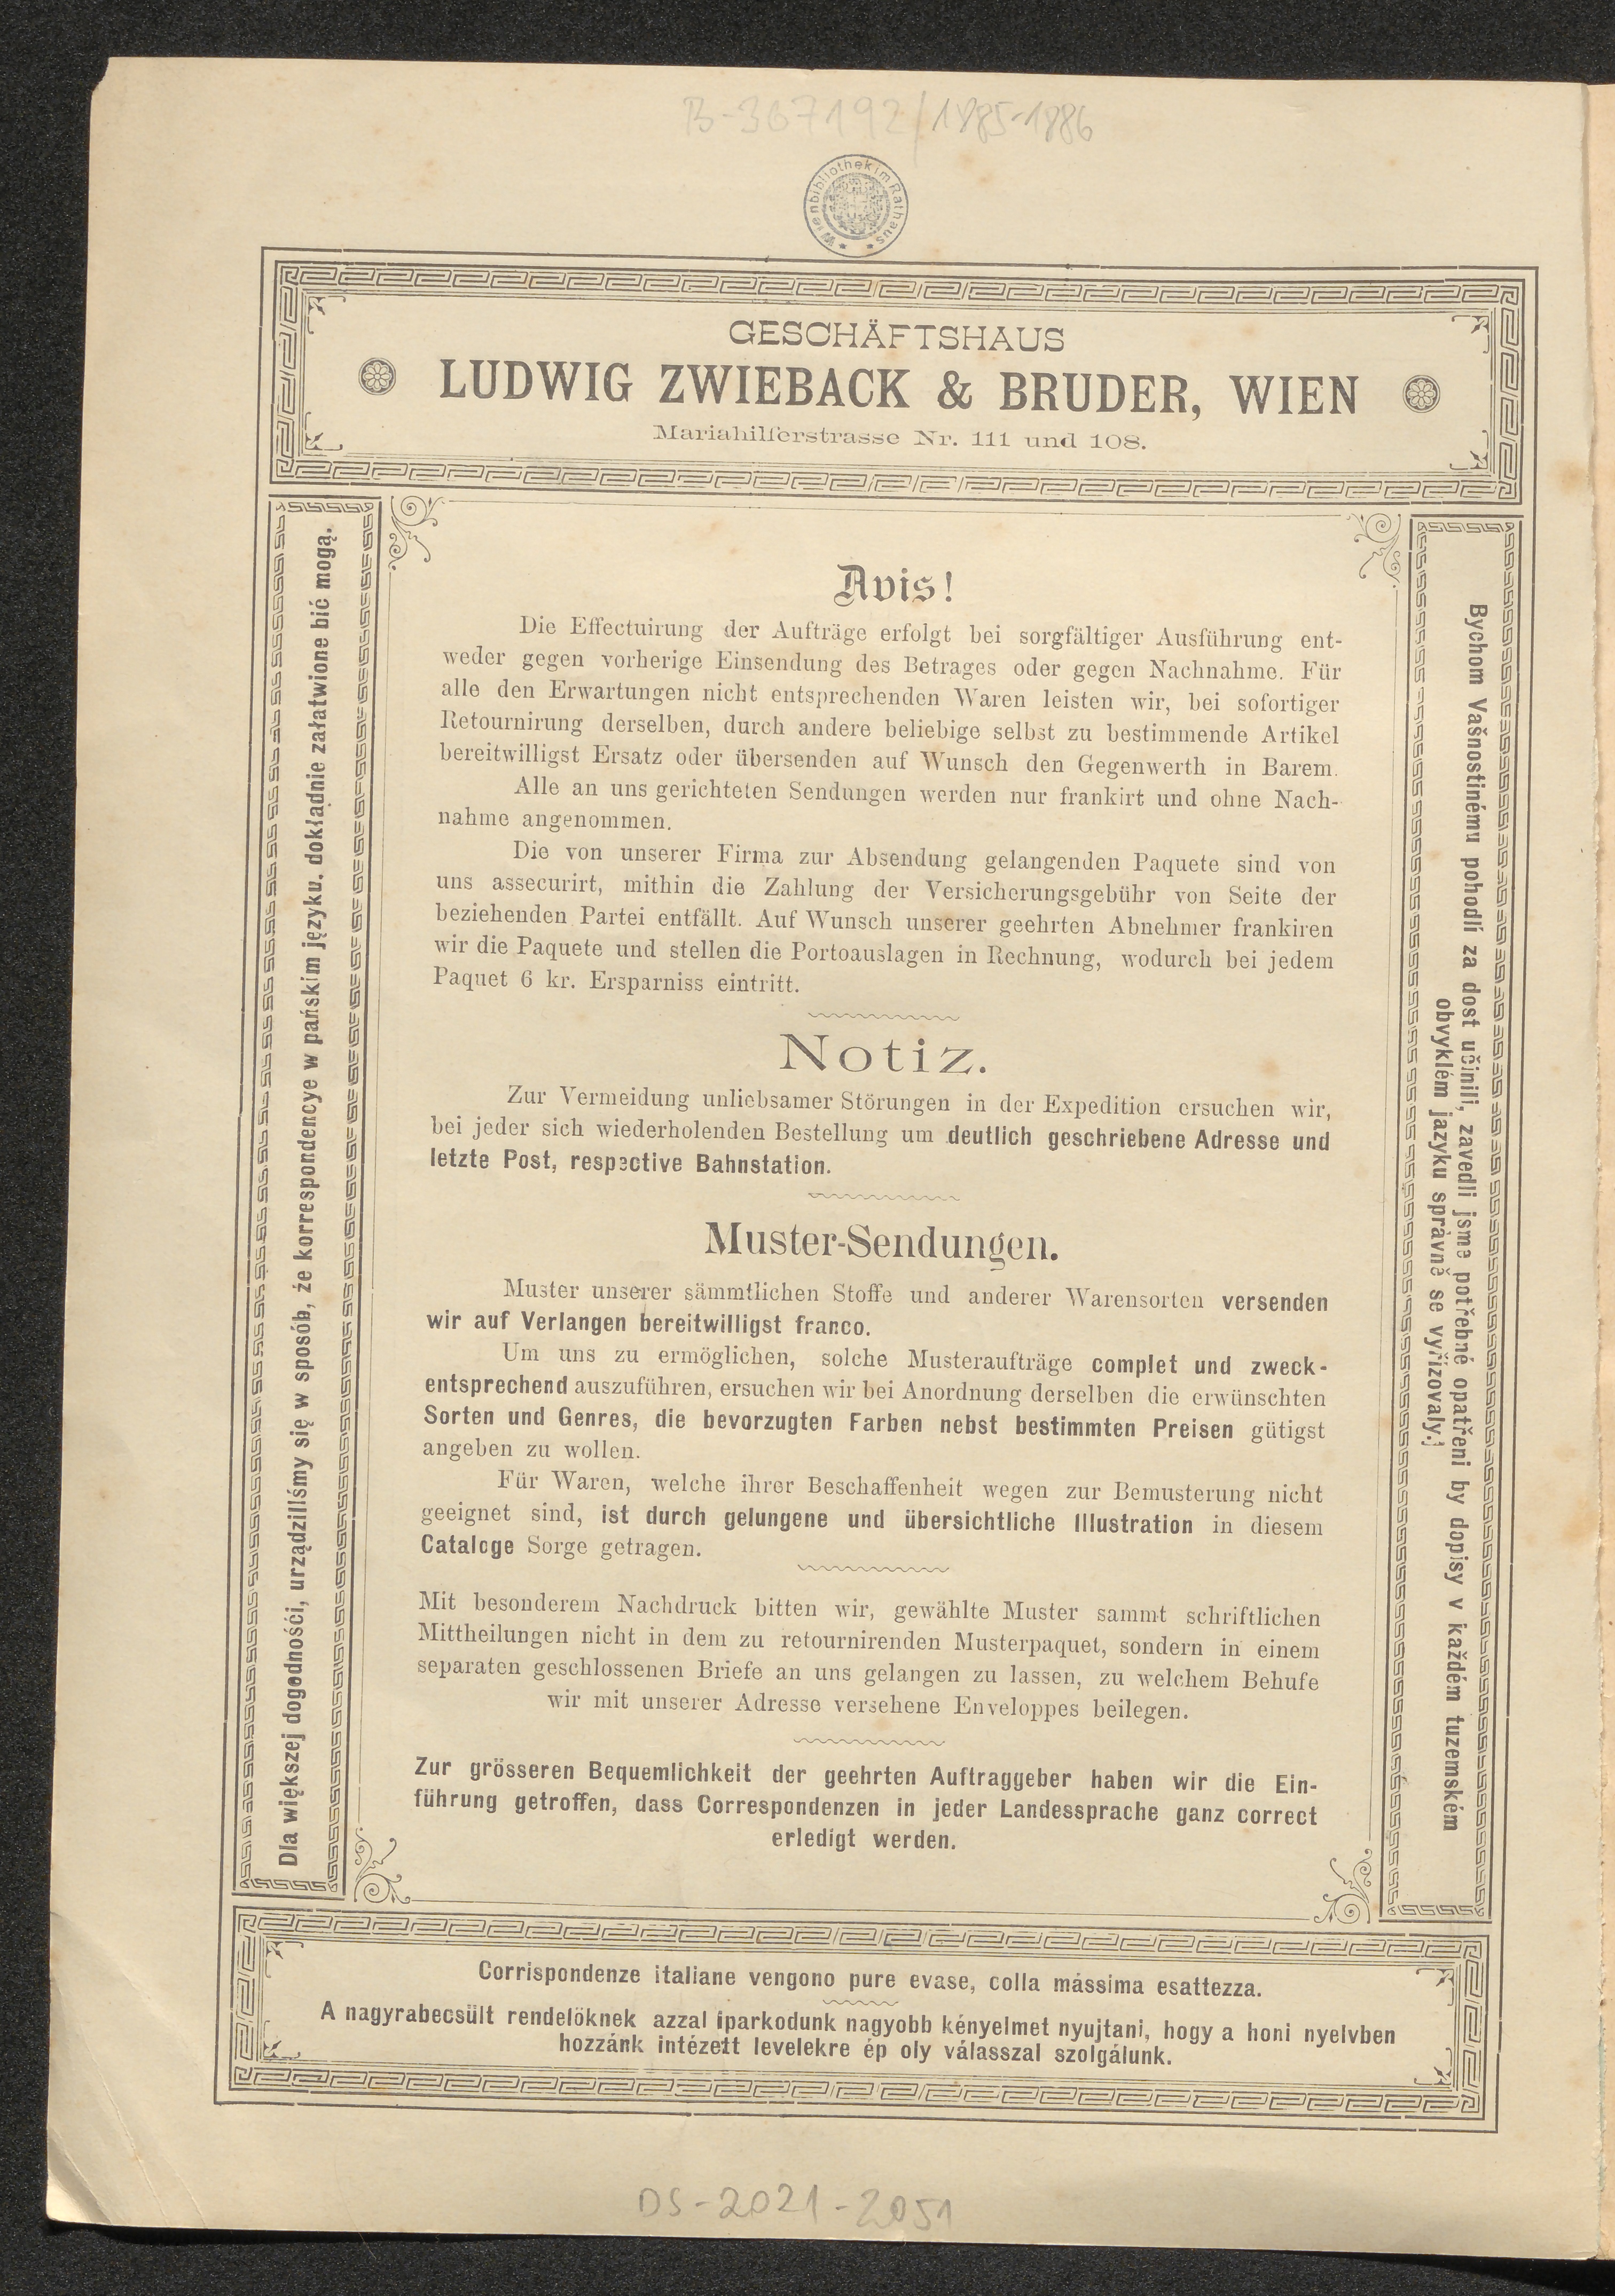 B-367192/1885-1886
Wienbibliothek im Rathaus
GESCHÄFTSHAUS
LUDWIG ZWIEBACK & BRUDER, WIEN
Mariahilferstrasse Nr. 111 und 108.
Dla większej dogodnośći, urządziliśmy się w sposób, że korrespondencye w pańskim języku. dokładnie załatwione bić mogą.
Avis!
Die Effectuirung der Aufträge erfolgt bei sorgfältiger Ausführung ent-
weder gegen vorherige Einsendung des Betrages oder gegen Nachnahme. Für
alle den Erwartungen nicht entsprechenden Waren leisten wir, bei sofortiger
Retournirung derselben, durch andere beliebige selbst zu bestimmende Artikel
bereitwilligst Ersatz oder übersenden auf Wunsch den Gegenwerth in Barem.
Alle an uns gerichteten Sendungen werden nur frankirt und ohne Nach-
nahme angenommen.
Die von unserer Firma zur Absendung gelangenden Paquete sind von
uns assecurirt, mithin die Zahlung der Versicherungsgebühr von Seite der
beziehenden Partei entfällt. Auf Wunsch unserer geehrten Abnehmer frankiren
wir die Paquete und stellen die Portoauslagen in Rechnung, wodurch bei jedem
Paquet 6 kr. Ersparniss eintritt.
Notiz.
Zur Vermeidung unliebsamer Störungen in der Expedition ersuchen wir,
bei jeder sich wiederholenden Bestellung um deutlich geschriebene Adresse und
letzte Post, respective Bahnstation.
Muster-Sendungen.
Muster unserer sämmtlichen Stoffe und anderer Warensorten versenden
wir auf Verlangen bereitwilligst franco.
Um uns zu ermöglichen, solche Musteraufträge complet und zweck-
entsprechend auszuführen, ersuchen wir bei Anordnung derselben die erwünschten
Sorten und Genres, die bevorzugten Farben nebst bestimmten Preisen gütigst
angeben zu wollen.
Für Waren, welche ihrer Beschaffenheit wegen zur Bemusterung nicht
geeignet sind, ist durch gelungene und übersichtliche Illustration in diesem
Cataloge Sorge getragen.
Mit besonderem Nachdruck bitten wir, gewählte Muster sammt schriftlichen
Mittheilungen nicht in dem zu retournirenden Musterpaquet, sondern in einem
separaten geschlossenen Briefe an uns gelangen zu lassen, zu welchem Behufe
wir mit unserer Adresse versehene Enveloppes beilegen.
Zur grösseren Bequemlichkeit der geehrten Auftraggeber haben wir die Ein-
führung getroffen, dass Correspondenzen in jeder Landessprache ganz correct
erledigt werden.
Bychom Vašnostinému pohodlí za dost učinili, zavedli jsme potřebné opatřeni by dopisy v každém tuzemském
obvyklém jazyku správně se vyřizovaly.
Corrispondenze italiane vengono pure evase, colla mássima esattezza.
A nagyrabecsült rendelöknek azzal iparkodunk nagyobb kényelmet nyujtani, hogy a honi nyelvben
hozzánk intézett levelekre ép oly válasszal szolgálunk.
DS-2021-2051